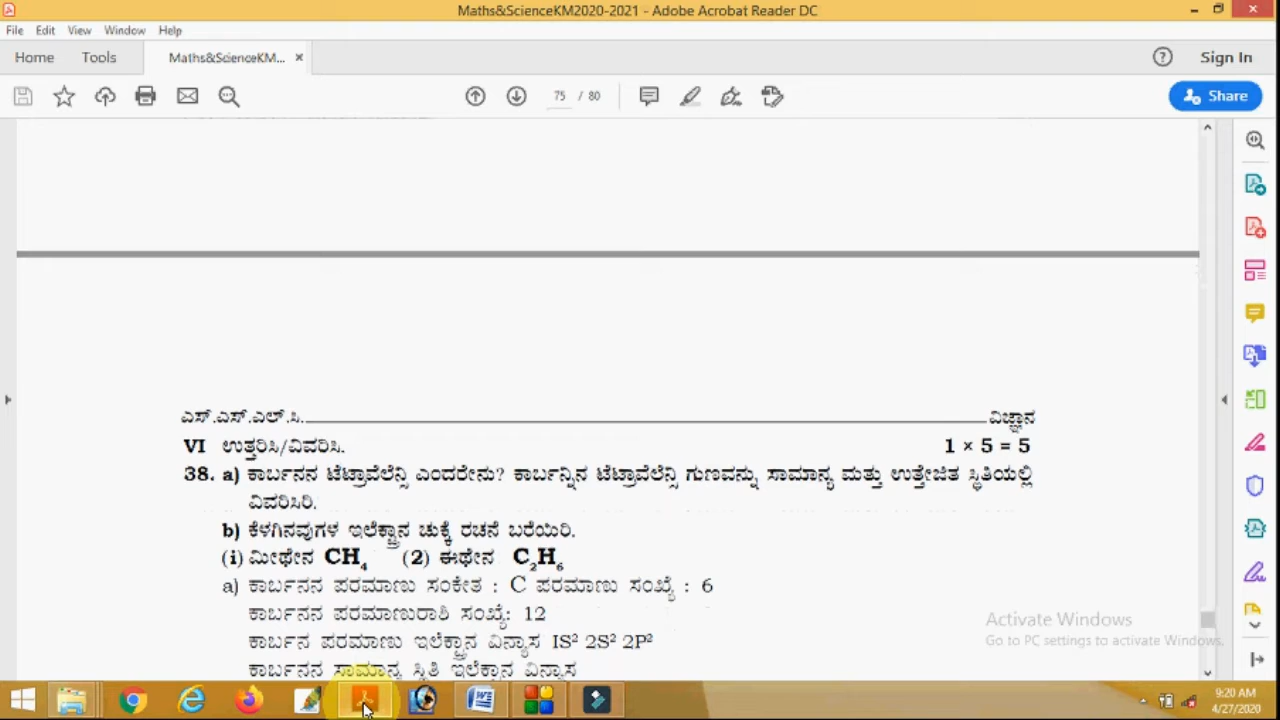 Maths&ScienceKM2020-2021 - Adobe Acrobat Reader DC
File Edit View Window Help
Home Tools Maths&ScienceKM... × Sign In
75 / 80 Share
ಎಸ್.ಎಸ್.ಎಲ್.ಸಿ. ವಿಜ್ಞಾನ
VI ಉತ್ತರಿಸಿ/ವಿವರಿಸಿ. 1 × 5 = 5
38. a) ಕಾರ್ಬನನ ಟೆಟ್ರಾವೆಲೆನ್ಸಿ ಎಂದರೇನು? ಕಾರ್ಬನ್ನಿನ ಟೆಟ್ರಾವೆಲೆನ್ಸಿ ಗುಣವನ್ನು ಸಾಮಾನ್ಯ ಮತ್ತು ಉತ್ತೇಜಿತ ಸ್ಥಿತಿಯಲ್ಲಿ
ವಿವರಿಸಿರಿ.
b) ಕೆಳಗಿನವುಗಳ ಇಲೆಕ್ಟ್ರಾನ ಚುಕ್ಕೆ ರಚನೆ ಬರೆಯಿರಿ.
(i) ಮೀಥೇನ CH₄ (2) ಈಥೇನ C₂H₆
a) ಕಾರ್ಬನನ ಪರಮಾಣು ಸಂಕೇತ : C ಪರಮಾಣು ಸಂಖ್ಯೆ : 6
ಕಾರ್ಬನನ ಪರಮಾಣುರಾಶಿ ಸಂಖ್ಯೆ: 12
ಕಾರ್ಬನ ಪರಮಾಣು ಇಲೆಕ್ಟ್ರಾನ ವಿನ್ಯಾಸ IS² 2S² 2P²
ಕಾರ್ಬನನ ಸಾಮಾನ್ಯ ಸ್ಥಿತಿ ಇಲೆಕ್ಟ್ರಾನ ವಿನ್ಯಾಸ
Activate Windows
Go to PC settings to activate Windows.
9:20 AM
4/27/2020